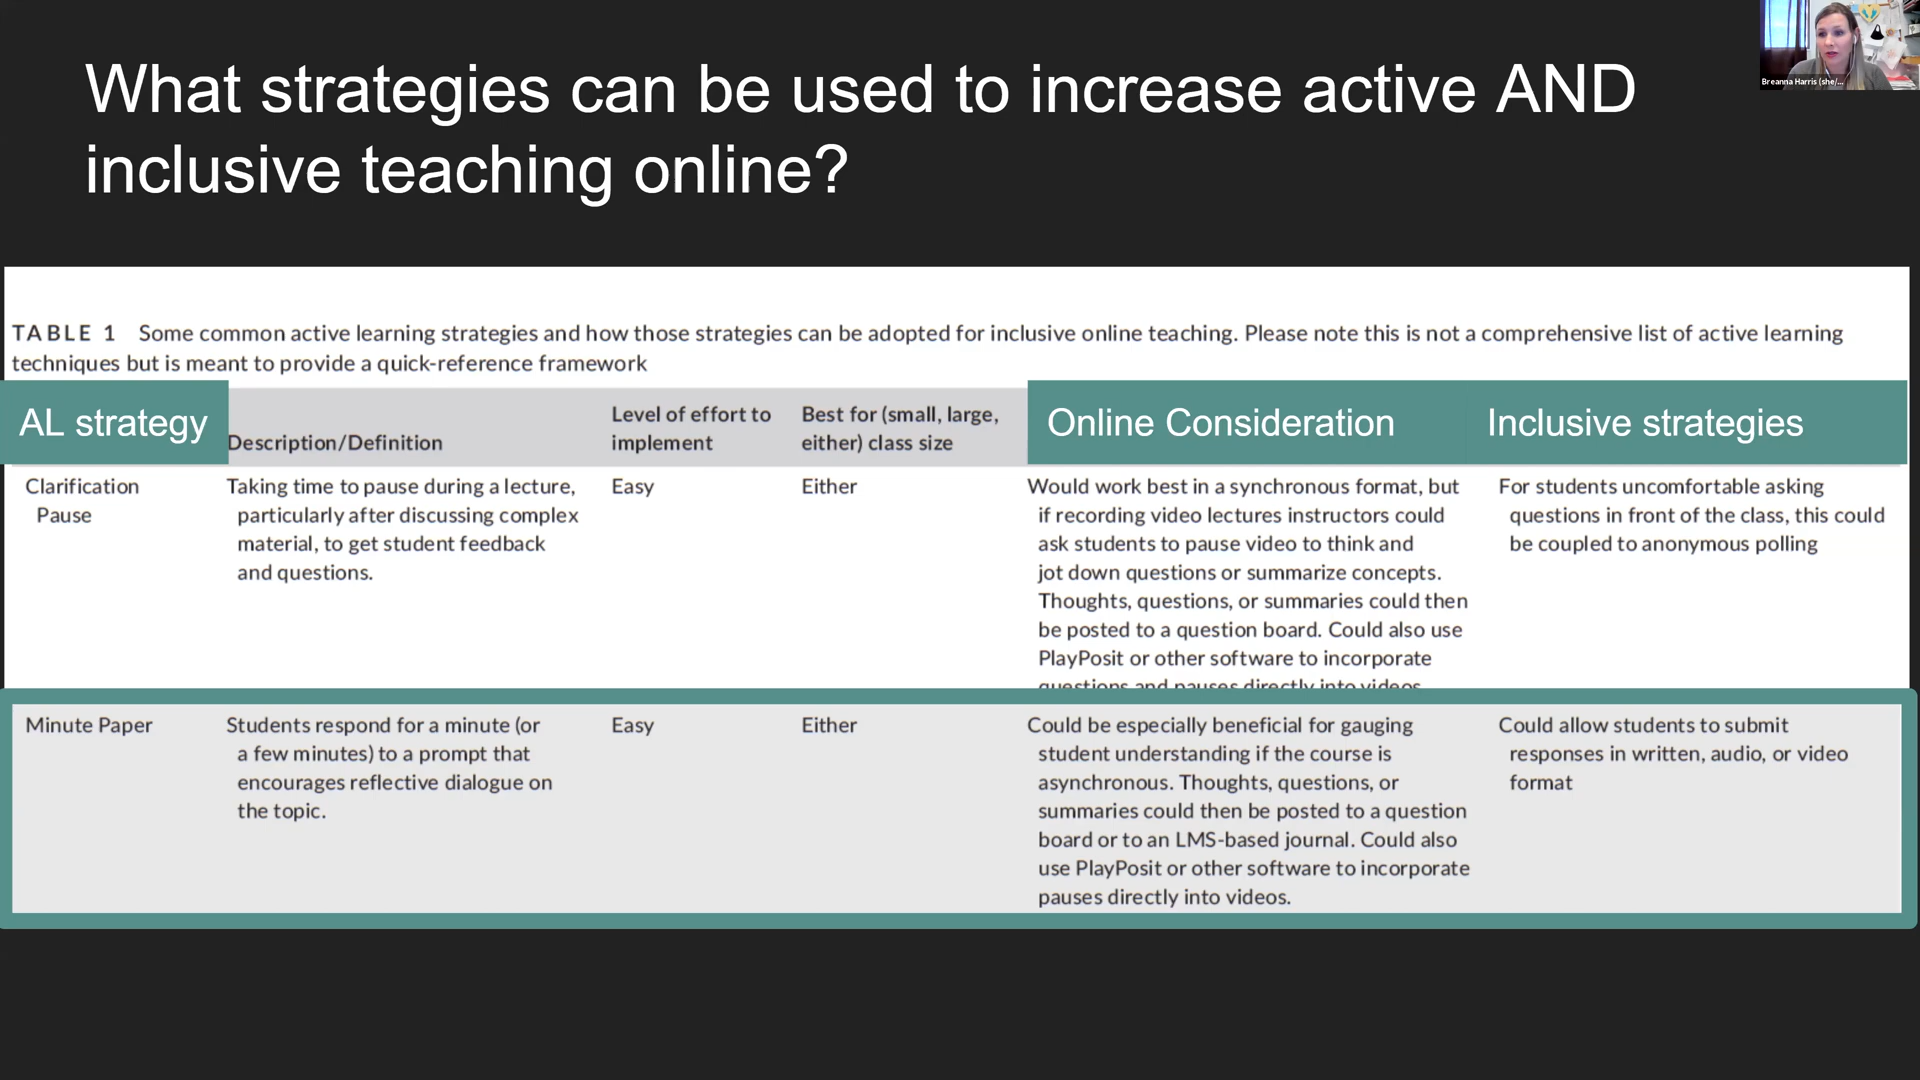 What strategies can be used to increase active AND
inclusive teaching online?
Breanna Harris (she/...
TABLE 1 Some common active learning strategies and how those strategies can be adopted for inclusive online teaching. Please note this is not a comprehensive list of active learning
techniques but is meant to provide a quick-reference framework
AL strategy
Description/Definition
Level of effort to
implement
Best for (small, large,
either) class size
Online Consideration
Inclusive strategies
Clarification
Pause
Taking time to pause during a lecture,
particularly after discussing complex
material, to get student feedback
and questions.
Easy
Either
Would work best in a synchronous format, but
if recording video lectures instructors could
ask students to pause video to think and
jot down questions or summarize concepts.
Thoughts, questions, or summaries could then
be posted to a question board. Could also use
PlayPosit or other software to incorporate
questions and pauses directly into videos.
For students uncomfortable asking
questions in front of the class, this could
be coupled to anonymous polling
Minute Paper
Students respond for a minute (or
a few minutes) to a prompt that
encourages reflective dialogue on
the topic.
Easy
Either
Could be especially beneficial for gauging
student understanding if the course is
asynchronous. Thoughts, questions, or
summaries could then be posted to a question
board or to an LMS-based journal. Could also
use PlayPosit or other software to incorporate
pauses directly into videos.
Could allow students to submit
responses in written, audio, or video
format